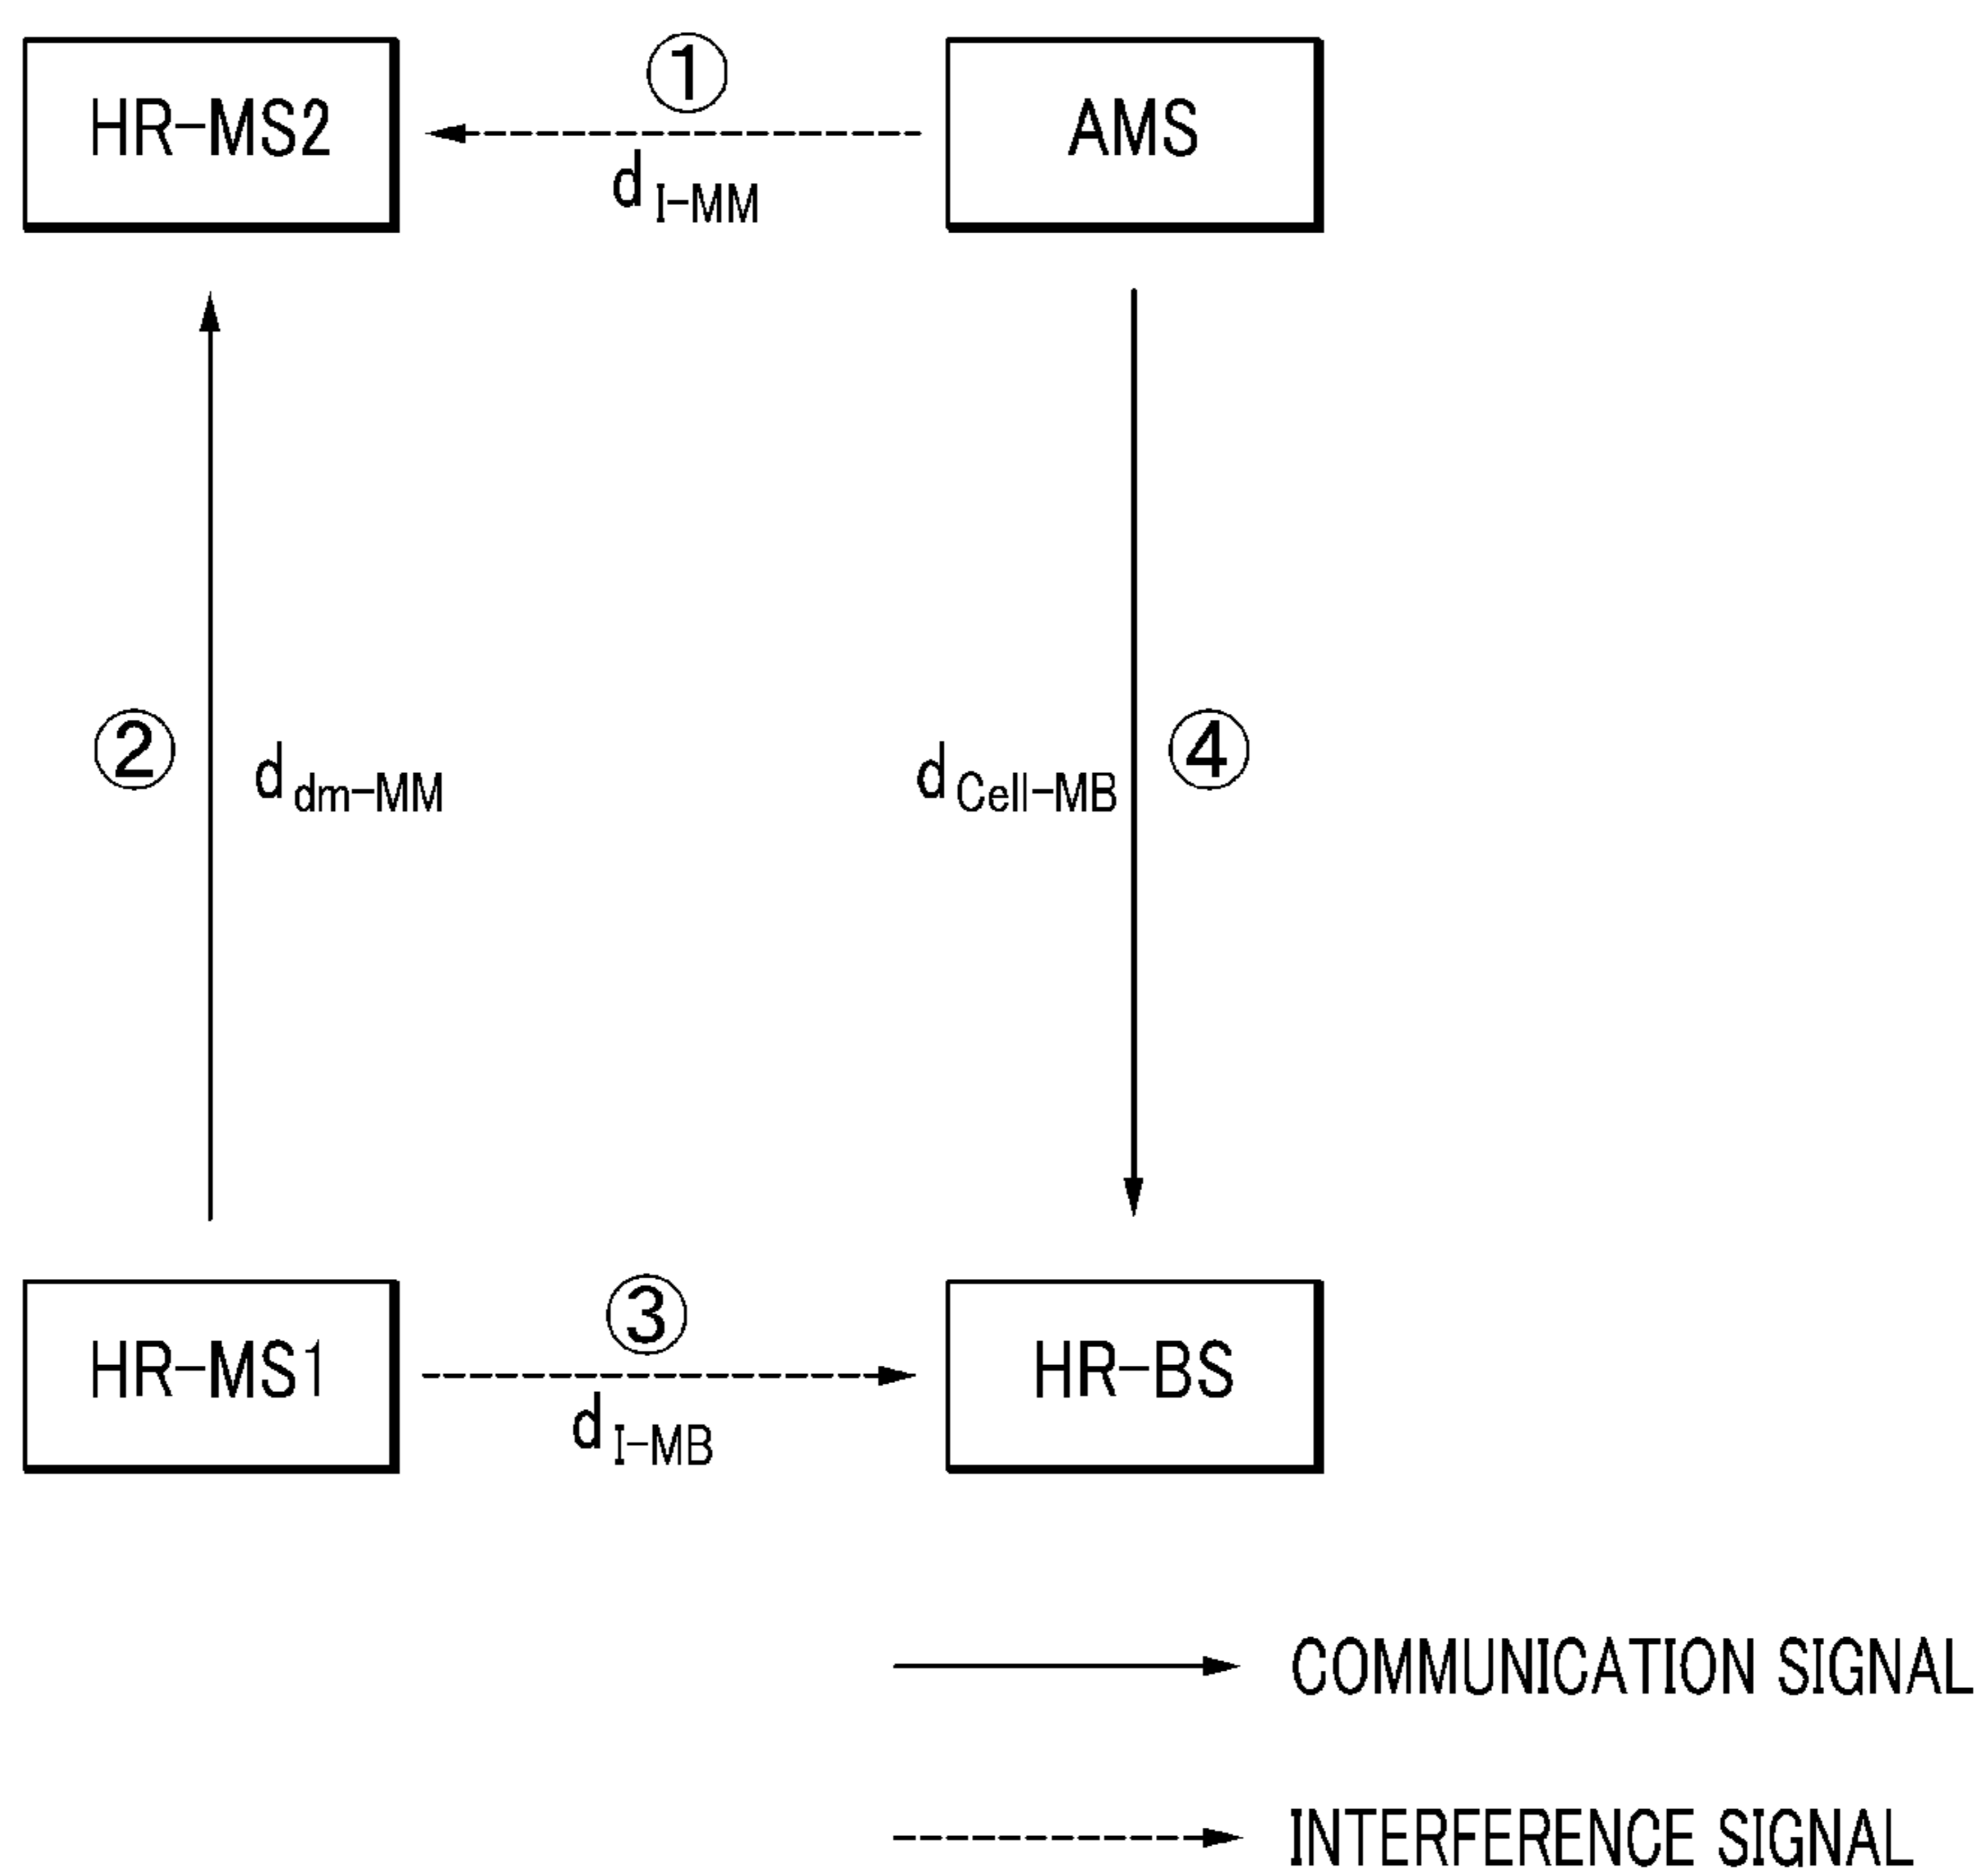 ①
HR-MS2
AMS
d I-MM
②
d dm-MM
d Cell-MB
④
③
HR-MS1
HR-BS
d I-MB
COMMUNICATION SIGNAL
INTERFERENCE SIGNAL